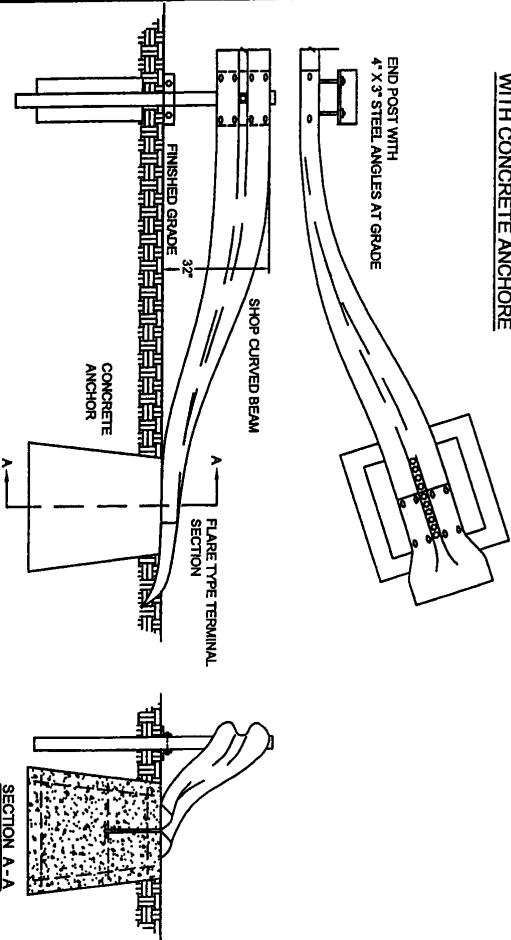 WITH CONCRETE ANCHORE
END POST WITH
4" X 3" STEEL ANGLES AT GRADE
SHOP CURVED BEAM
32"
FINISHED GRADE
CONCRETE
ANCHOR
FLARE TYPE TERMINAL
SECTION
A
A
SECTION A - A